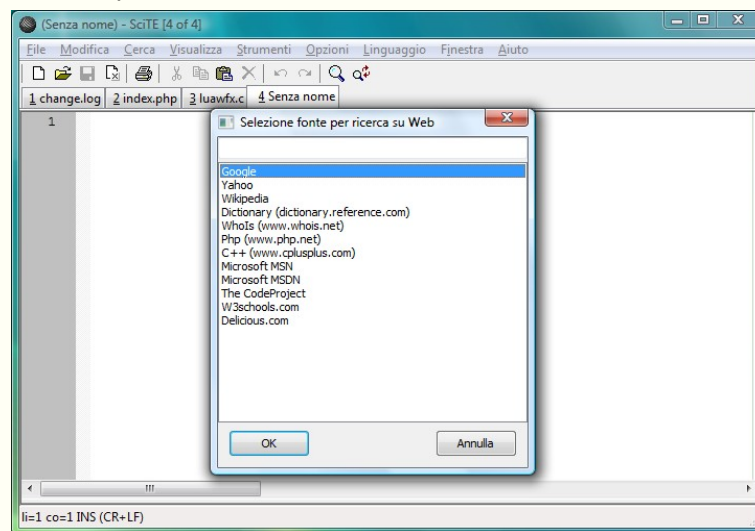 (Senza nome) - SciTE [4 of 4]
File Modifica Cerca Visualizza Strumenti Opzioni Linguaggio Finestra Aiuto
1 change.log 2 index.php 3 luawfx.c 4 Senza nome
1
Selezione fonte per ricerca su Web
Google
Yahoo
Wikipedia
Dictionary (dictionary.reference.com)
WhoIs (www.whois.net)
Php (www.php.net)
C++ (www.cplusplus.com)
Microsoft MSN
Microsoft MSDN
The CodeProject
W3schools.com
Delicious.com
OK Annulla
li=1 co=1 INS (CR+LF)